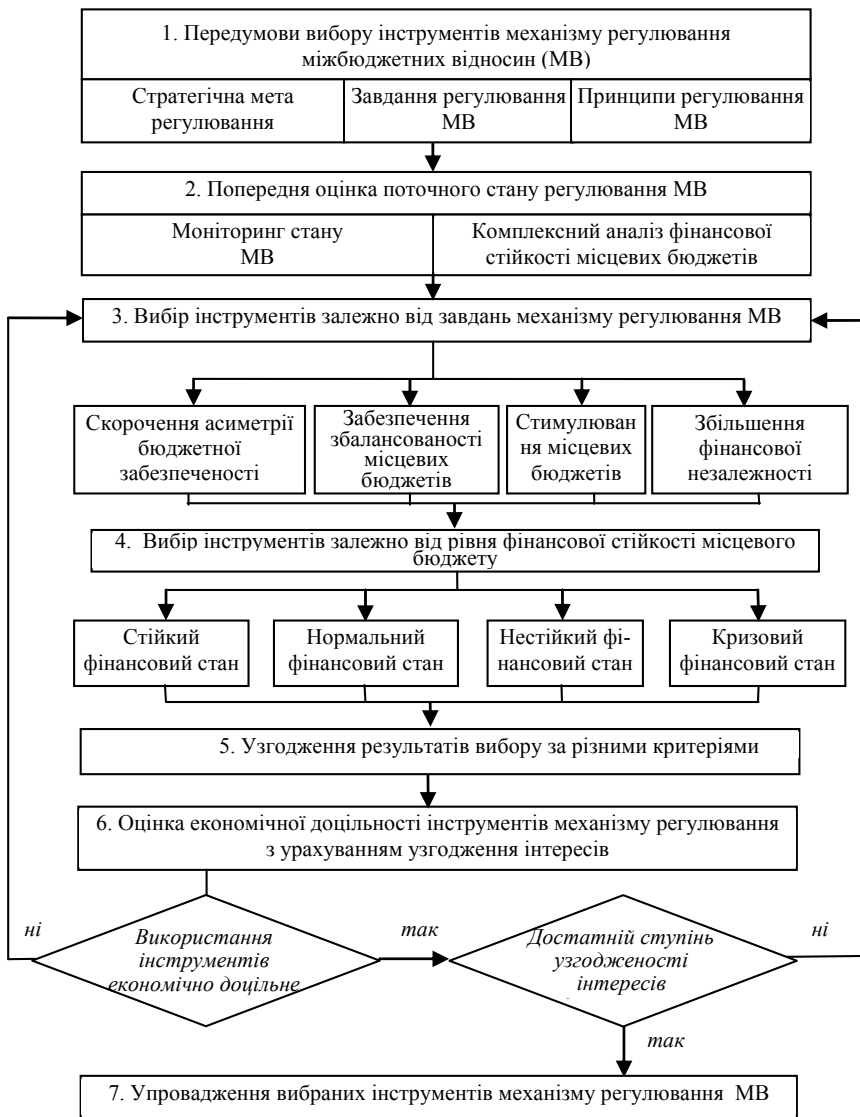 1. Передумови вибору інструментів механізму регулювання
міжбюджетних відносин (МВ)
Стратегічна мета
регулювання
Завдання регулювання
МВ
Принципи регулювання
МВ
2. Попередня оцінка поточного стану регулювання МВ
Моніторинг стану
МВ
Комплексний аналіз фінансової
стійкості місцевих бюджетів
3. Вибір інструментів залежно від завдань механізму регулювання МВ
Скорочення асиметрії
бюджетної
забезпеченості
Забезпечення
збалансованості
місцевих
бюджетів
Стимулюван
ня місцевих
бюджетів
Збільшення
фінансової
незалежності
4. Вибір інструментів залежно від рівня фінансової стійкості місцевого
бюджету
Стійкий
фінансовий стан
Нормальний
фінансовий стан
Нестійкий фі-
нансовий стан
Кризовий
фінансовий стан
5. Узгодження результатів вибору за різними критеріями
6. Оцінка економічної доцільності інструментів механізму регулювання
з урахуванням узгодження інтересів
ні
Використання
інструментів
економічно доцільне
так
Достатній ступінь
узгодженості
інтересів
ні
так
7. Упровадження вибраних інструментів механізму регулювання МВ